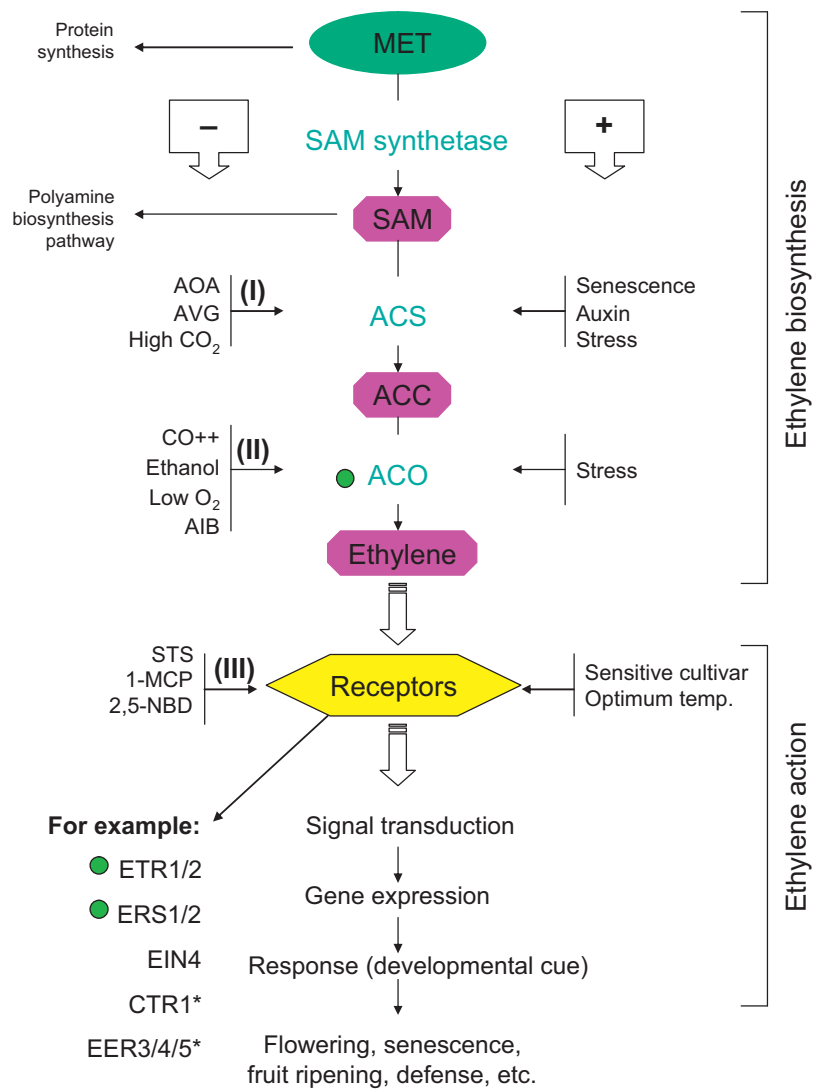 MET
Protein
synthesis
–
+
SAM synthetase
Polyamine
biosynthesis
pathway
SAM
AOA
AVG
High CO₂
(I)
ACS
Senescence
Auxin
Stress
ACC
CO++
Ethanol
Low O₂
AIB
(II)
ACO
Stress
Ethylene
Ethylene biosynthesis
STS
1-MCP
2,5-NBD
(III)
Receptors
Sensitive cultivar
Optimum temp.
For example:
ETR1/2
ERS1/2
EIN4
CTR1*
EER3/4/5*
Signal transduction
Gene expression
Response (developmental cue)
Flowering, senescence,
fruit ripening, defense, etc.
Ethylene action